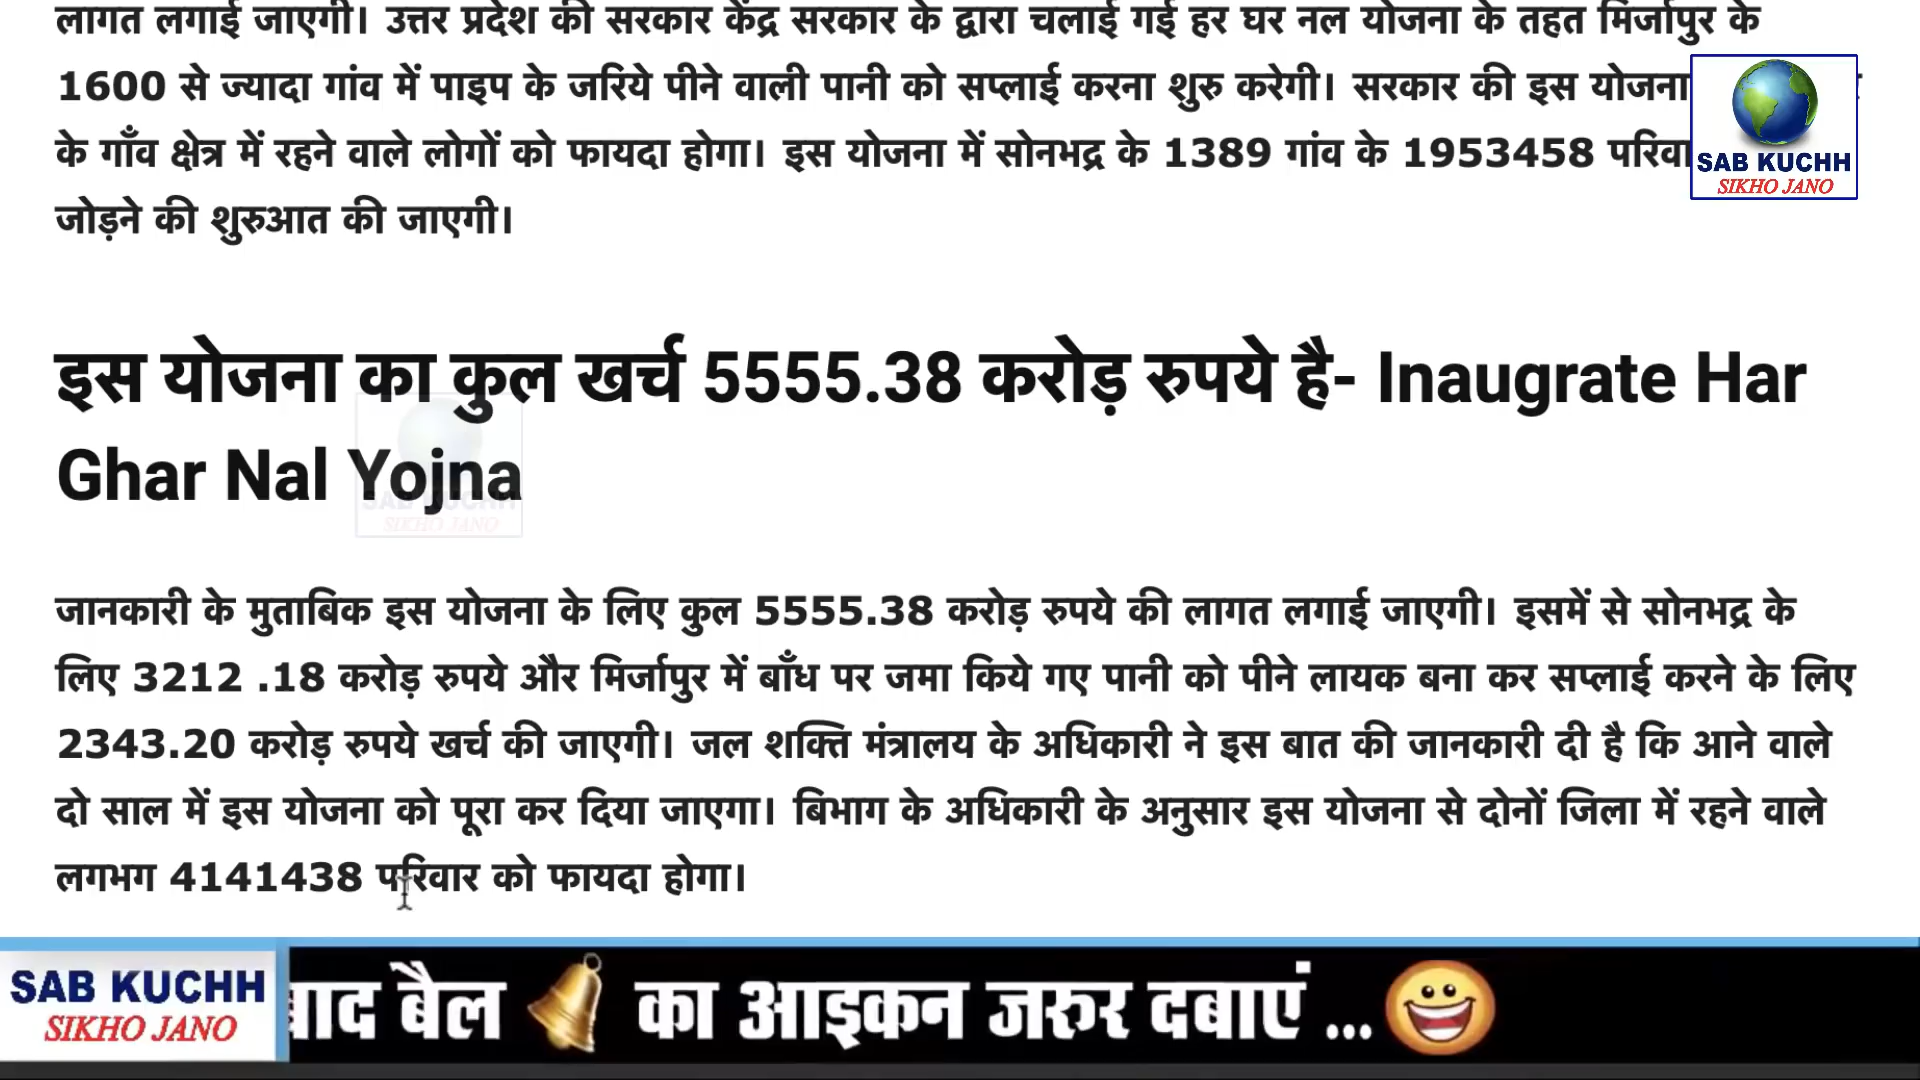 लागत लगाई जाएगी। उत्तर प्रदेश की सरकार केंद्र सरकार के द्वारा चलाई गई हर घर नल योजना के तहत मिर्जापुर के
1600 से ज्यादा गांव में पाइप के जरिये पीने वाली पानी को सप्लाई करना शुरु करेगी। सरकार की इस योजना
के गाँव क्षेत्र में रहने वाले लोगों को फायदा होगा। इस योजना में सोनभद्र के 1389 गांव के 1953458
जोड़ने की शुरुआत की जाएगी।
SAB KUCHH
SIKHO JANO
इस योजना का कुल खर्च 5555.38 करोड़ रुपये है- Inaugrate Har
Ghar Nal Yojna
SAB KUCHH
SIKHO JANO
जानकारी के मुताबिक इस योजना के लिए कुल 5555.38 करोड़ रुपये की लागत लगाई जाएगी। इसमें से सोनभद्र के
लिए 3212 .18 करोड़ रुपये और मिर्जापुर में बाँध पर जमा किये गए पानी को पीने लायक बना कर सप्लाई करने के लिए
2343.20 करोड़ रुपये खर्च की जाएगी। जल शक्ति मंत्रालय के अधिकारी ने इस बात की जानकारी दी है कि आने वाले
दो साल में इस योजना को पूरा कर दिया जाएगा। बिभाग के अधिकारी के अनुसार इस योजना से दोनों जिला में रहने वाले
लगभग 4141438 परिवार को फायदा होगा।
SAB KUCHH
SIKHO JANO
बाद बैल का आइकन जरुर दबाएं ...